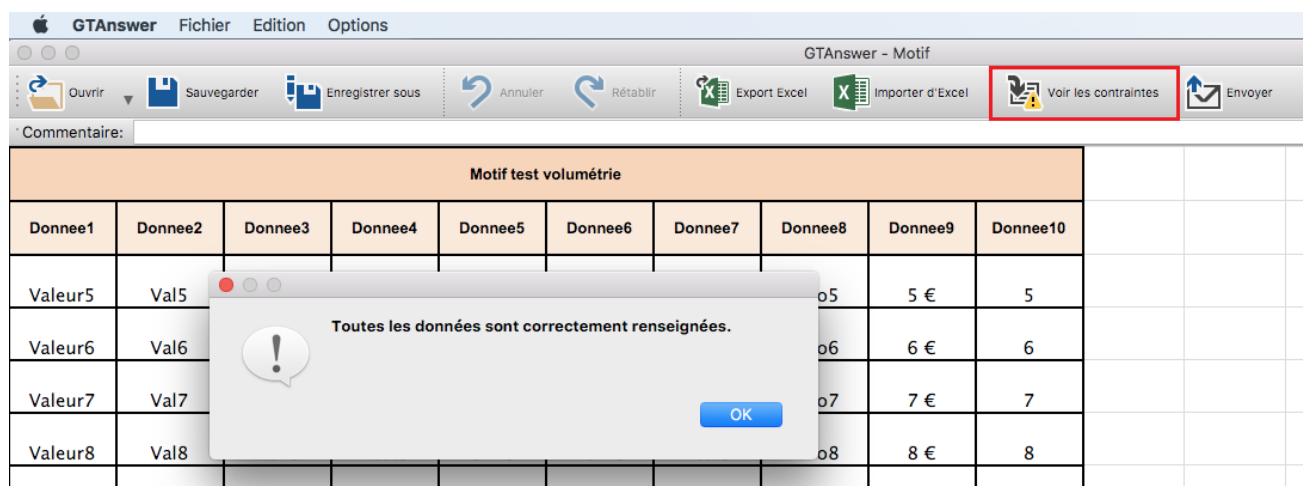 GTAnswer Fichier Edition Options
GTAnswer - Motif
Ouvrir Sauvegarder Enregistrer sous Annuler Rétablir Export Excel Importer d'Excel Voir les contraintes Envoyer
Commentaire:
Motif test volumétrie
Donnee1 Donnee2 Donnee3 Donnee4 Donnee5 Donnee6 Donnee7 Donnee8 Donnee9 Donnee10
Valeur5 Val5 o5 5 € 5
Toutes les données sont correctement renseignées.
Valeur6 Val6 o6 6 € 6
Valeur7 Val7 o7 7 € 7
OK
Valeur8 Val8 o8 8 € 8